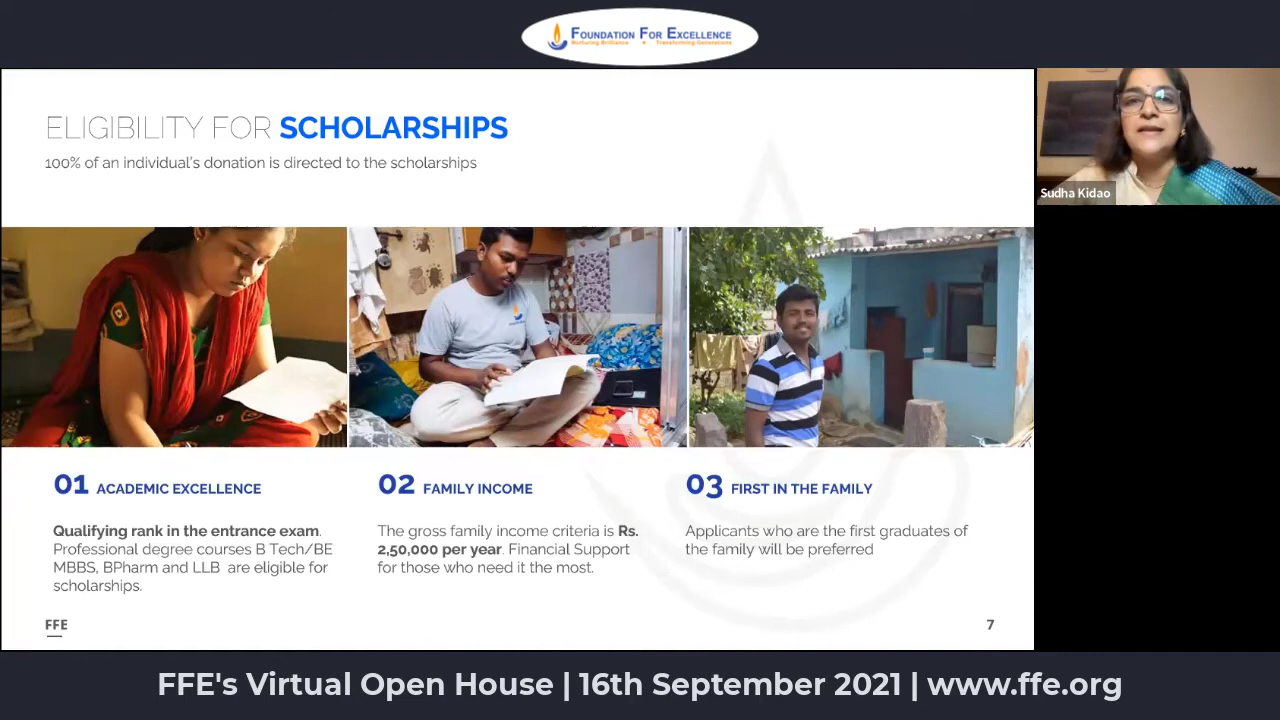 FOUNDATION FOR EXCELLENCE
Nurturing Brilliance • Transforming Generations
ELIGIBILITY FOR SCHOLARSHIPS
100% of an individual's donation is directed to the scholarships
Sudha Kidao
01 ACADEMIC EXCELLENCE
Qualifying rank in the entrance exam.
Professional degree courses B Tech/BE
MBBS, BPharm and LLB are eligible for
scholarships.
02 FAMILY INCOME
The gross family income criteria is Rs.
2,50,000 per year. Financial Support
for those who need it the most.
03 FIRST IN THE FAMILY
Applicants who are the first graduates of
the family will be preferred
FFE
7
FFE's Virtual Open House | 16th September 2021 | www.ffe.org